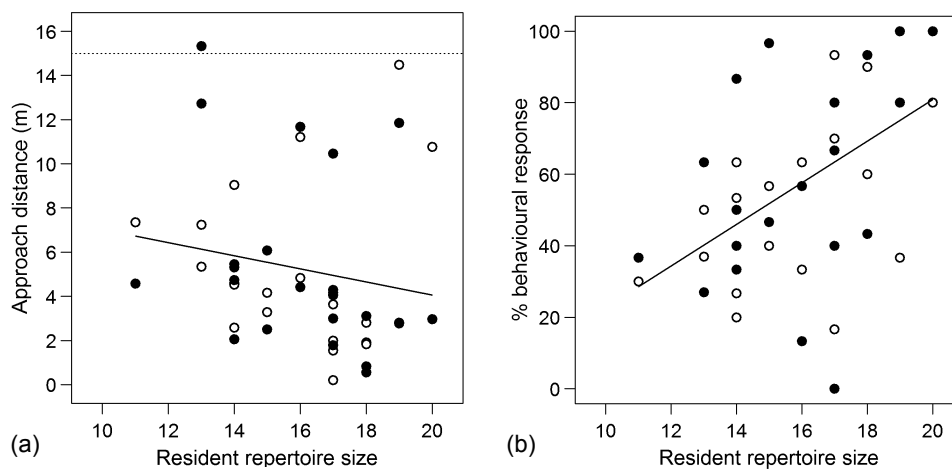 16
14
12
10
8
6
4
2
0
Approach distance (m)
10 12 14 16 18 20
(a) Resident repertoire size
100
80
60
40
20
0
% behavioural response
10 12 14 16 18 20
(b) Resident repertoire size